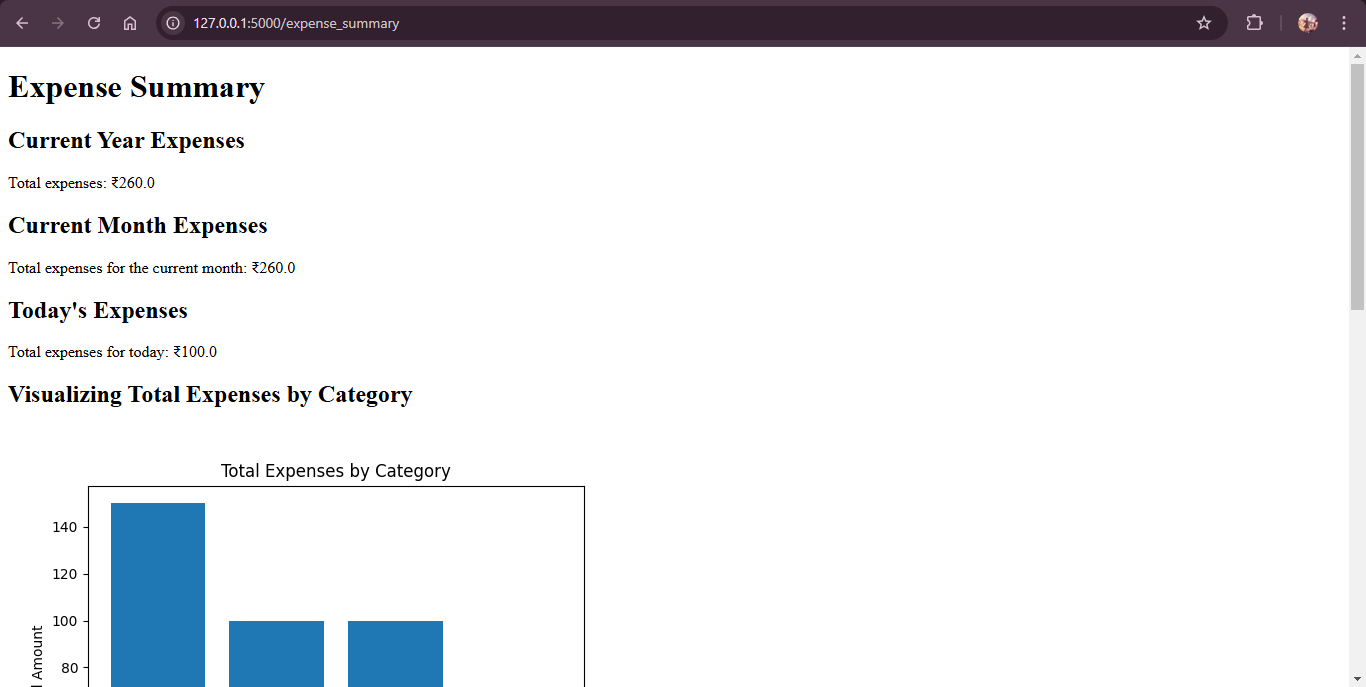 127.0.0.1:5000/expense_summary
Expense Summary
Current Year Expenses
Total expenses: ₹260.0
Current Month Expenses
Total expenses for the current month: ₹260.0
Today's Expenses
Total expenses for today: ₹100.0
Visualizing Total Expenses by Category
Total Expenses by Category
140
120
100
80
Amount